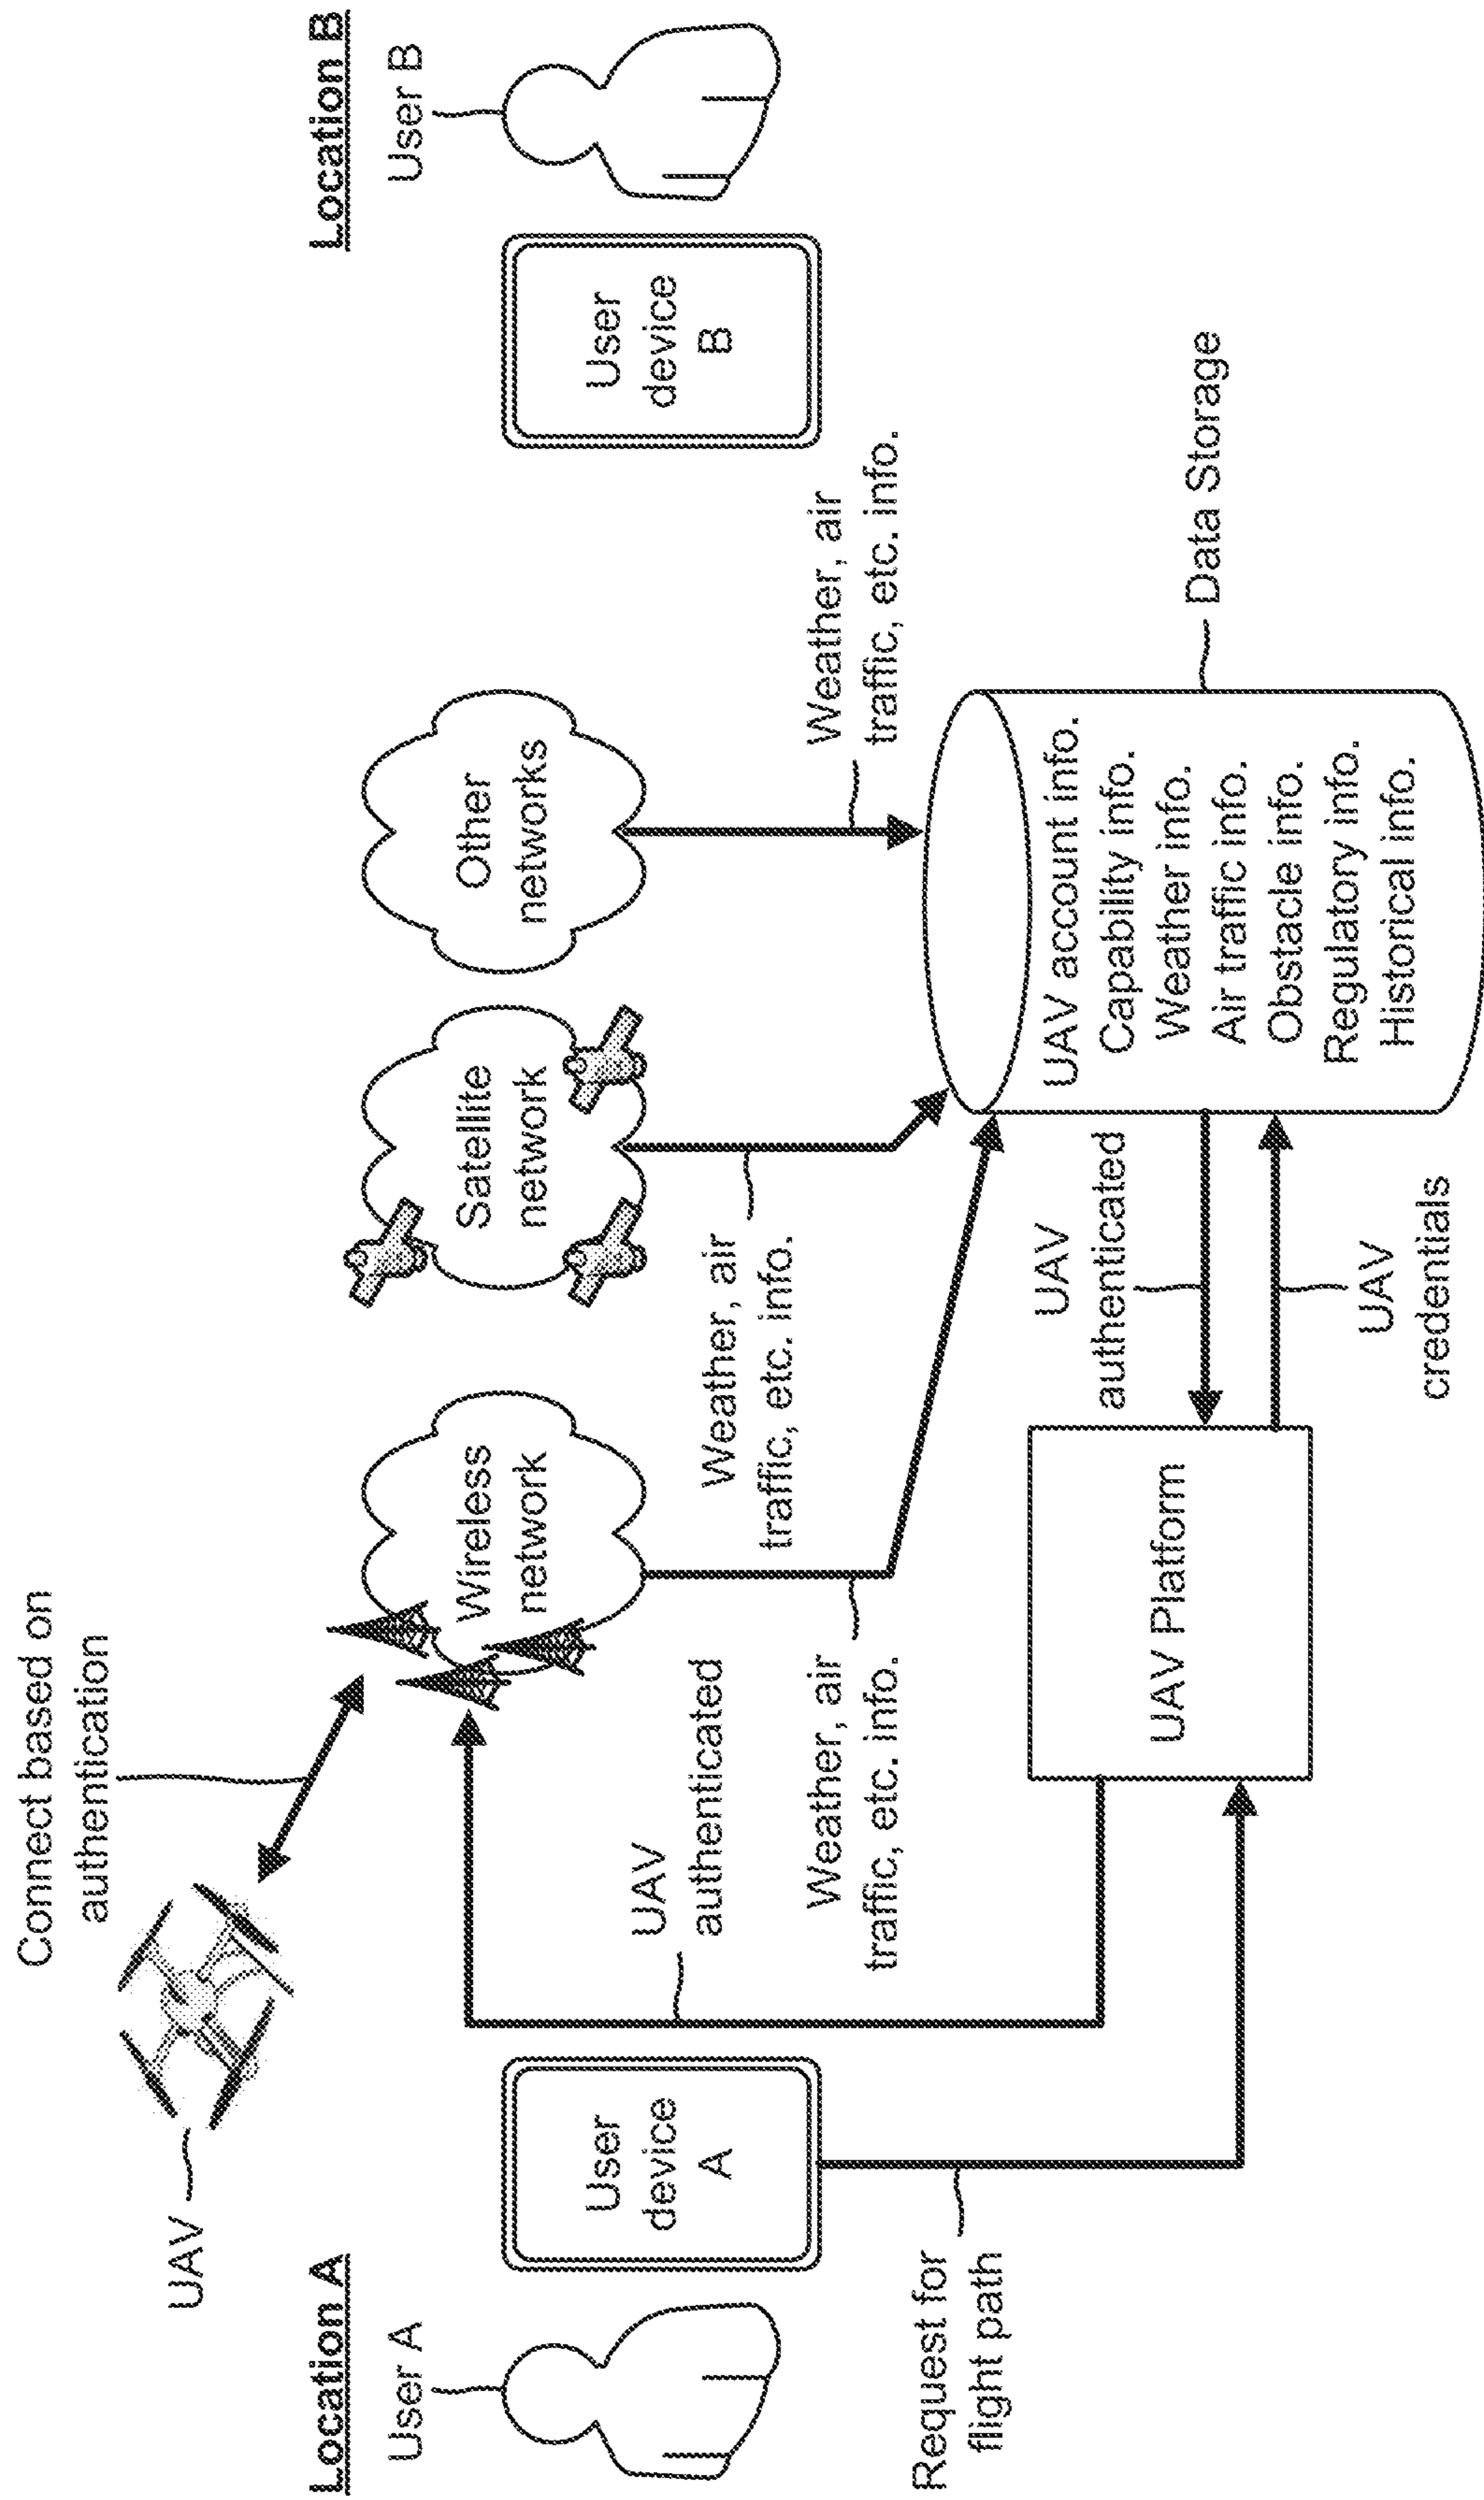 Connect based on
authentication
UAV
Location A
Location B
User A
User B
User
device
A
Wireless
network
Satellite
network
Other
networks
User
device
B
UAV
authenticated
Weather, air
traffic, etc. info.
Weather, air
traffic, etc. info.
Weather, air
traffic, etc. info.
Request for
flight path
UAV Platform
UAV
authenticated
UAV
credentials
UAV account info.
Capability info.
Weather info.
Air traffic info.
Obstacle info.
Regulatory info.
Historical info.
Data Storage